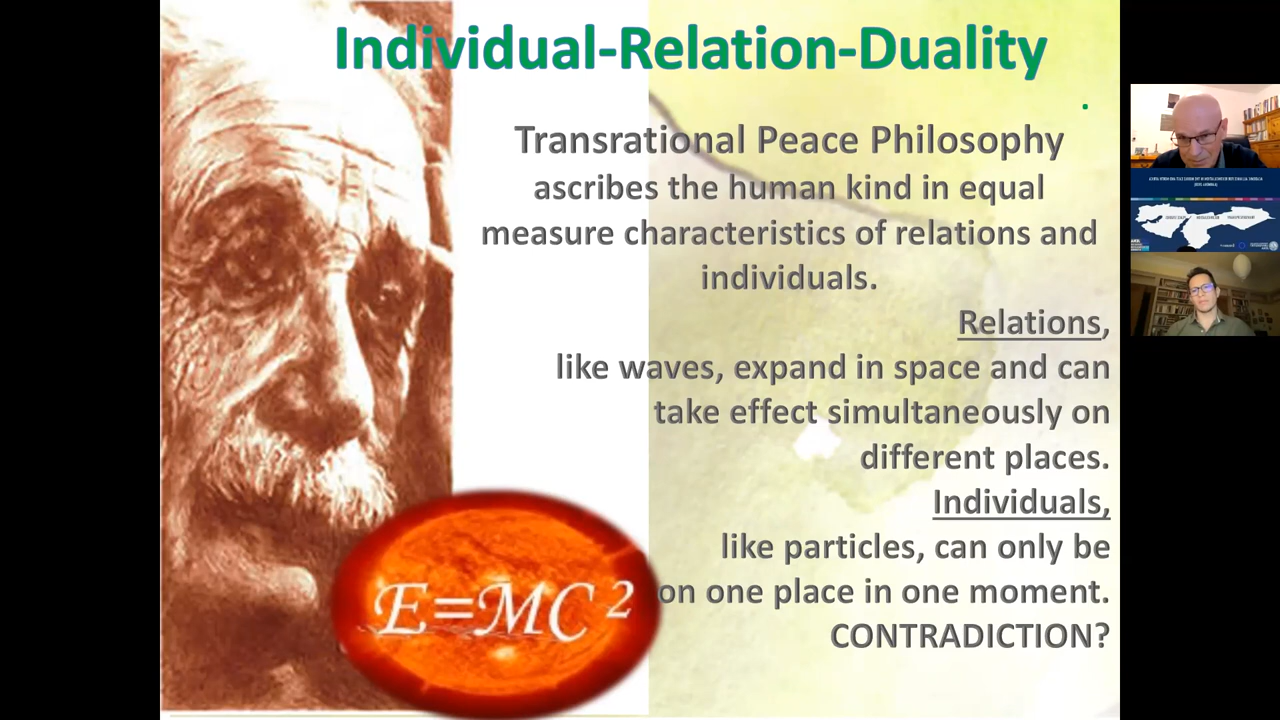 Individual-Relation-Duality
.
Transrational Peace Philosophy
ascribes the human kind in equal
measure characteristics of relations and
individuals.
Relations,
like waves, expand in space and can
take effect simultaneously on
different places.
Individuals,
like particles, can only be
on one place in one moment.
CONTRADICTION?
E=MC²